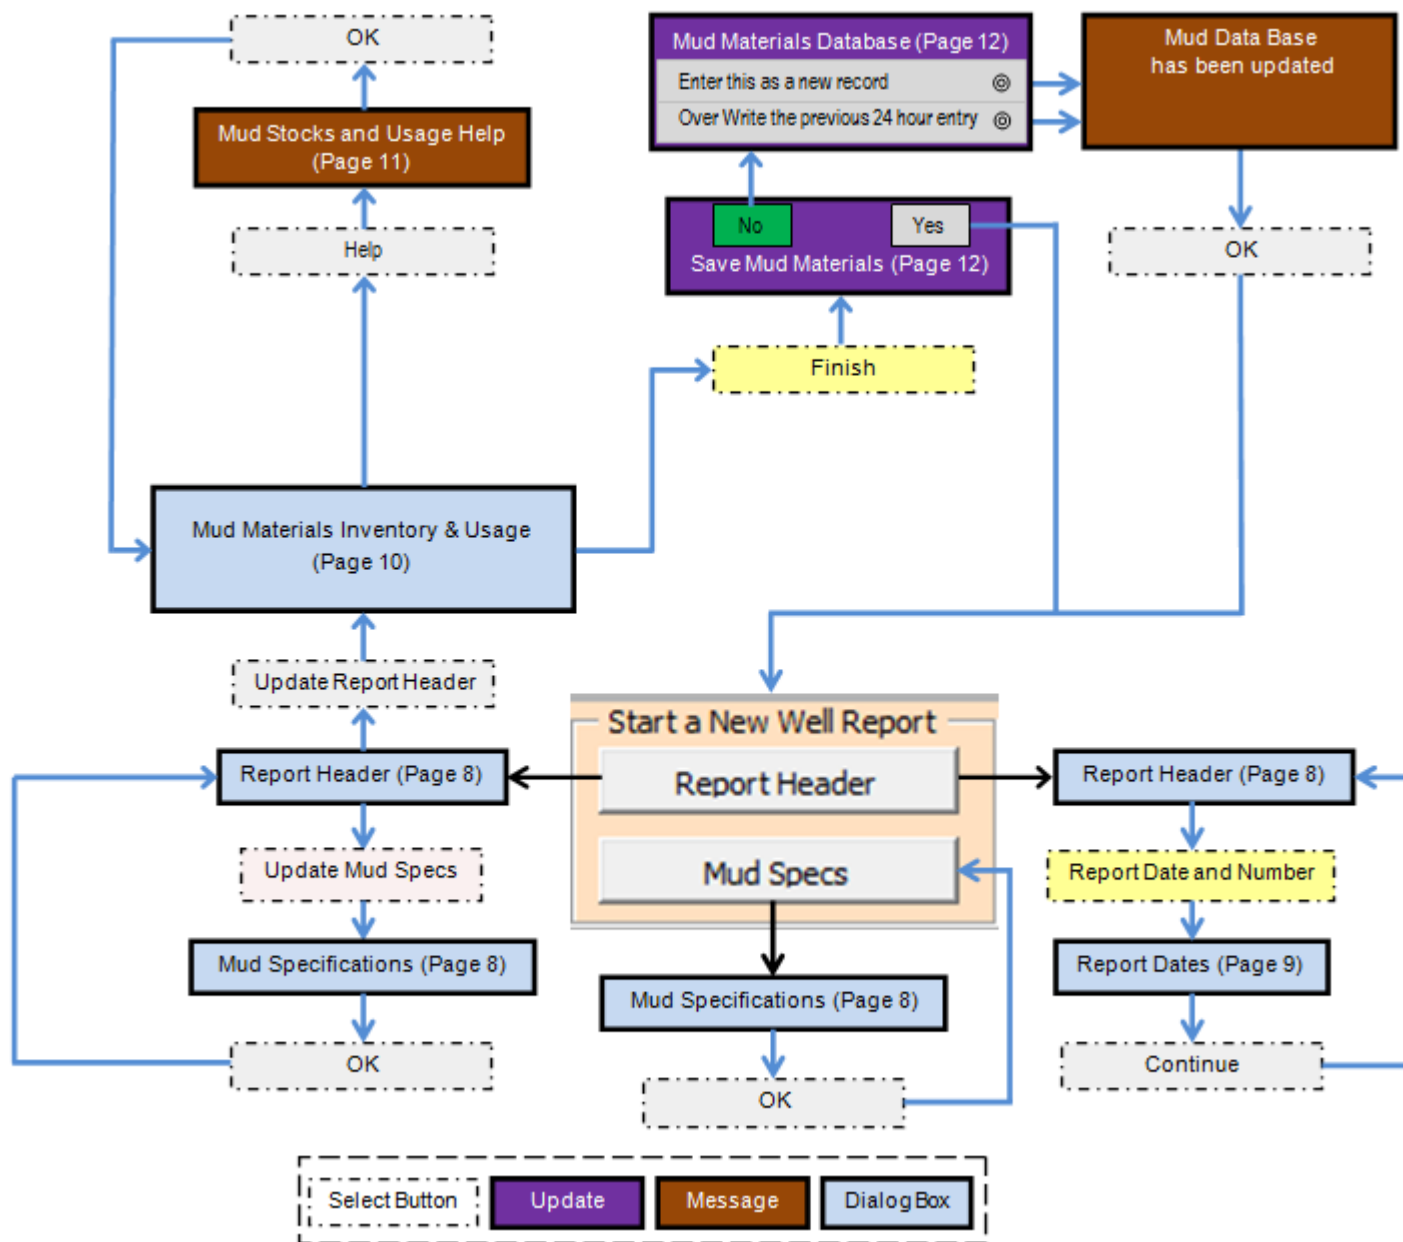 OK
Mud Materials Database (Page 12)
Enter this as a new record
Over Write the previous 24 hour entry
Mud Data Base
has been updated
Mud Stocks and Usage Help
(Page 11)
Help
No
Yes
Save Mud Materials (Page 12)
OK
Finish
Mud Materials Inventory & Usage
(Page 10)
Update Report Header
Start a New Well Report
Report Header (Page 8)
Report Header
Report Header (Page 8)
Update Mud Specs
Mud Specs
Report Date and Number
Mud Specifications (Page 8)
Mud Specifications (Page 8)
Report Dates (Page 9)
OK
OK
Continue
Select Button
Update
Message
Dialog Box